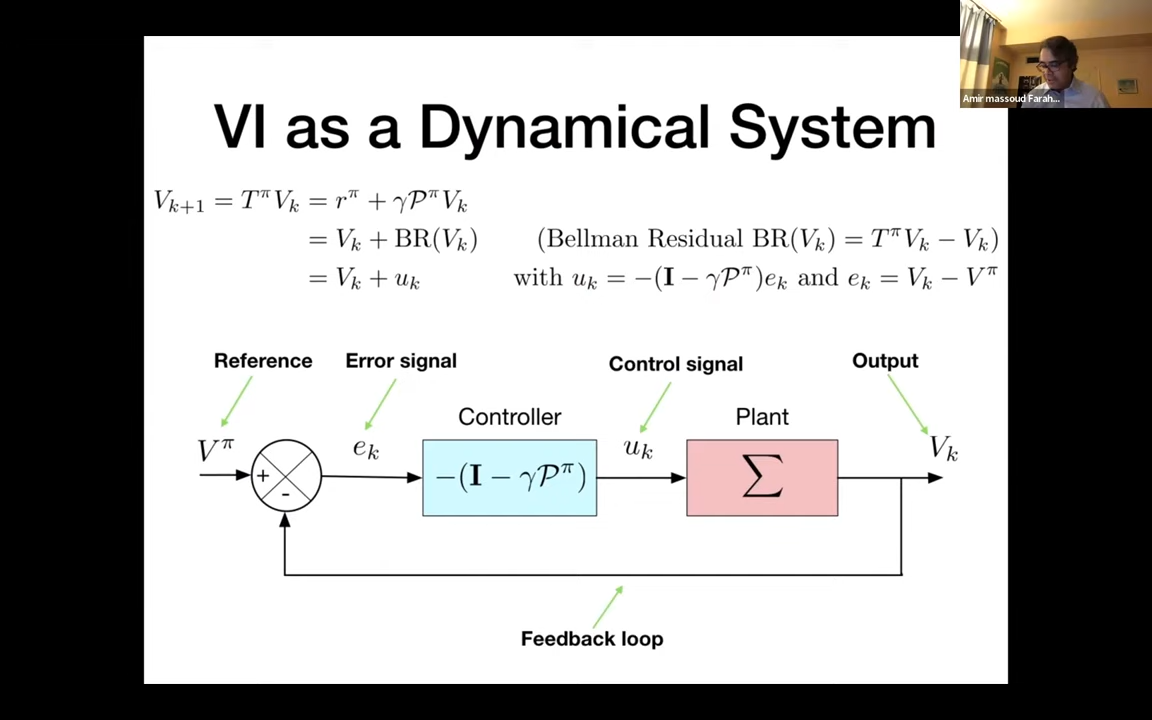 Amir massoud Farah...
VI as a Dynamical System
V_{k+1} = T^π V_k = r^π + γ𝒫^π V_k
= V_k + BR(V_k) (Bellman Residual BR(V_k) = T^π V_k − V_k)
= V_k + u_k with u_k = −(I − γ𝒫^π)e_k and e_k = V_k − V^π
Reference Error signal Control signal Output
Controller Plant
V^π e_k u_k V_k
+ −(I − γ𝒫^π) ∑
-
Feedback loop